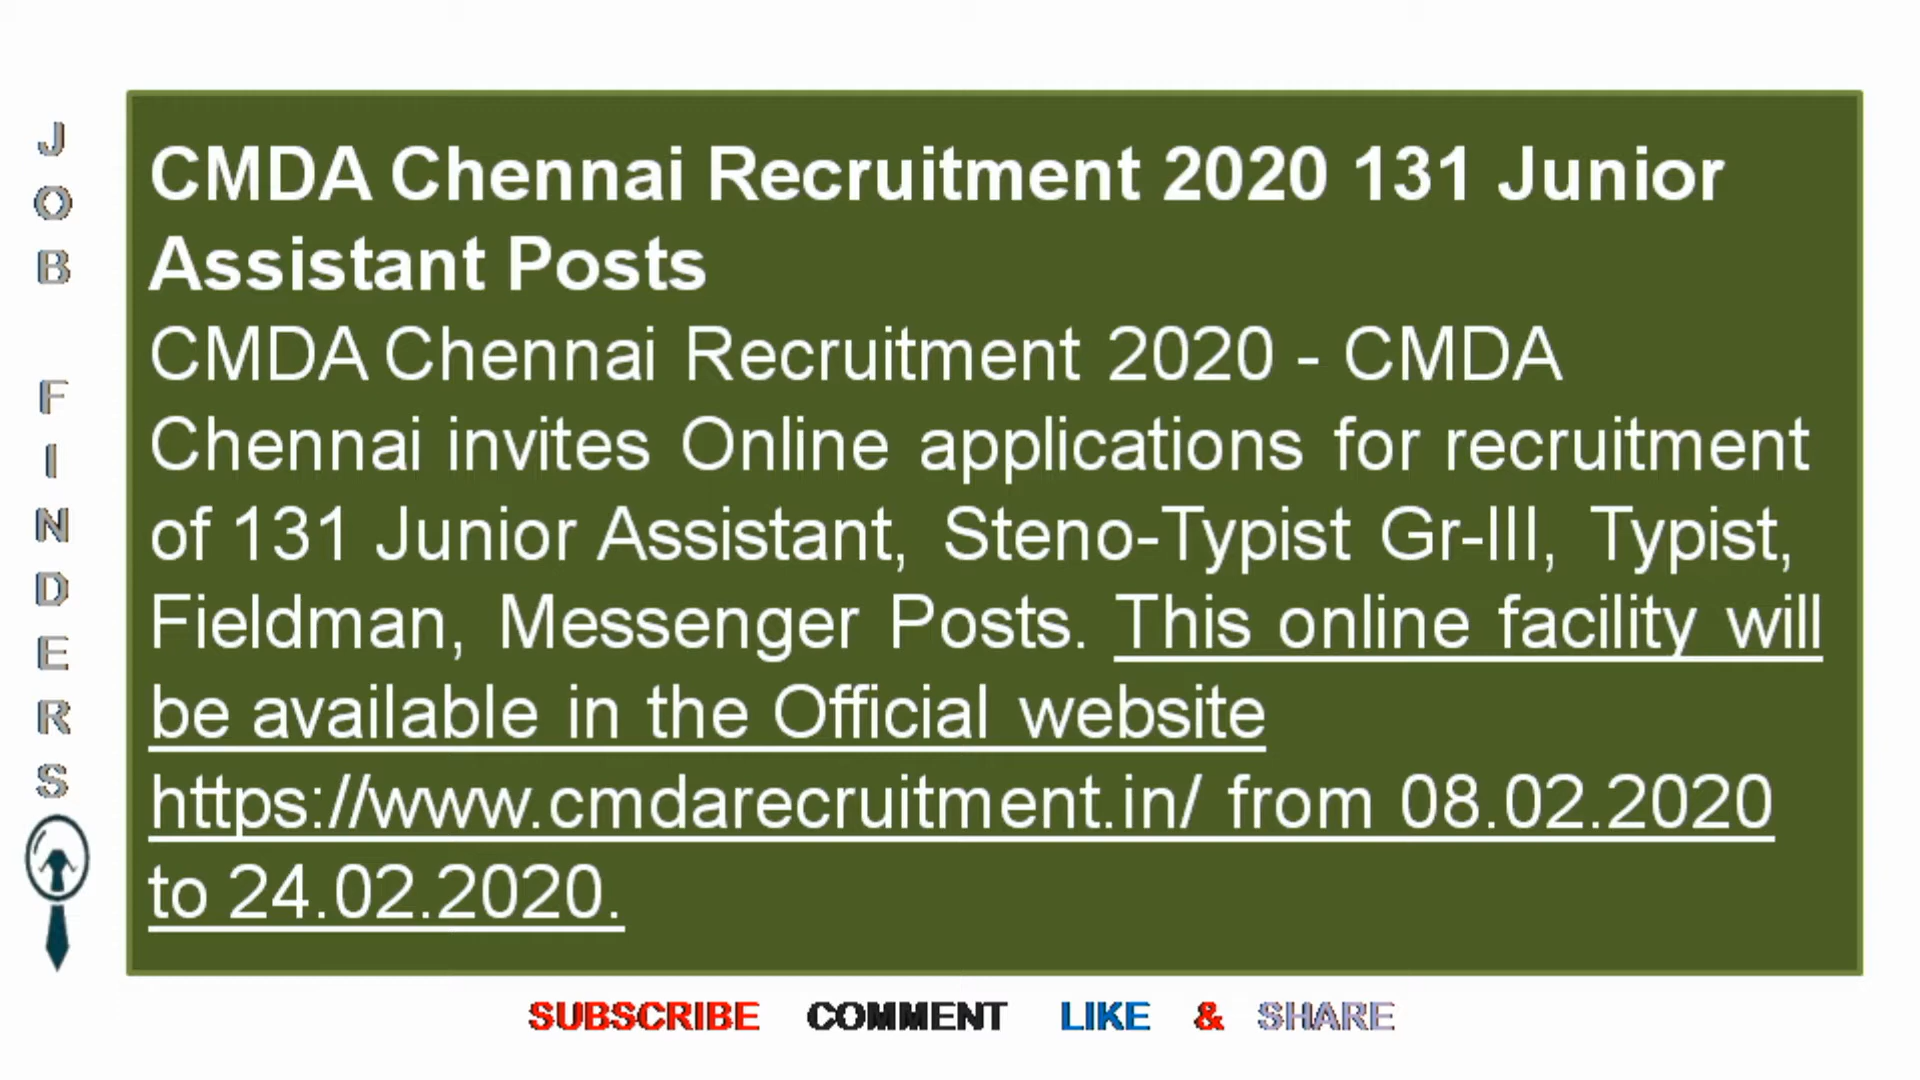 JOB FINDERS
CMDA Chennai Recruitment 2020 131 Junior
Assistant Posts
CMDA Chennai Recruitment 2020 - CMDA
Chennai invites Online applications for recruitment
of 131 Junior Assistant, Steno-Typist Gr-III, Typist,
Fieldman, Messenger Posts. This online facility will
be available in the Official website
https://www.cmdarecruitment.in/ from 08.02.2020
to 24.02.2020.
SUBSCRIBE COMMENT LIKE & SHARE